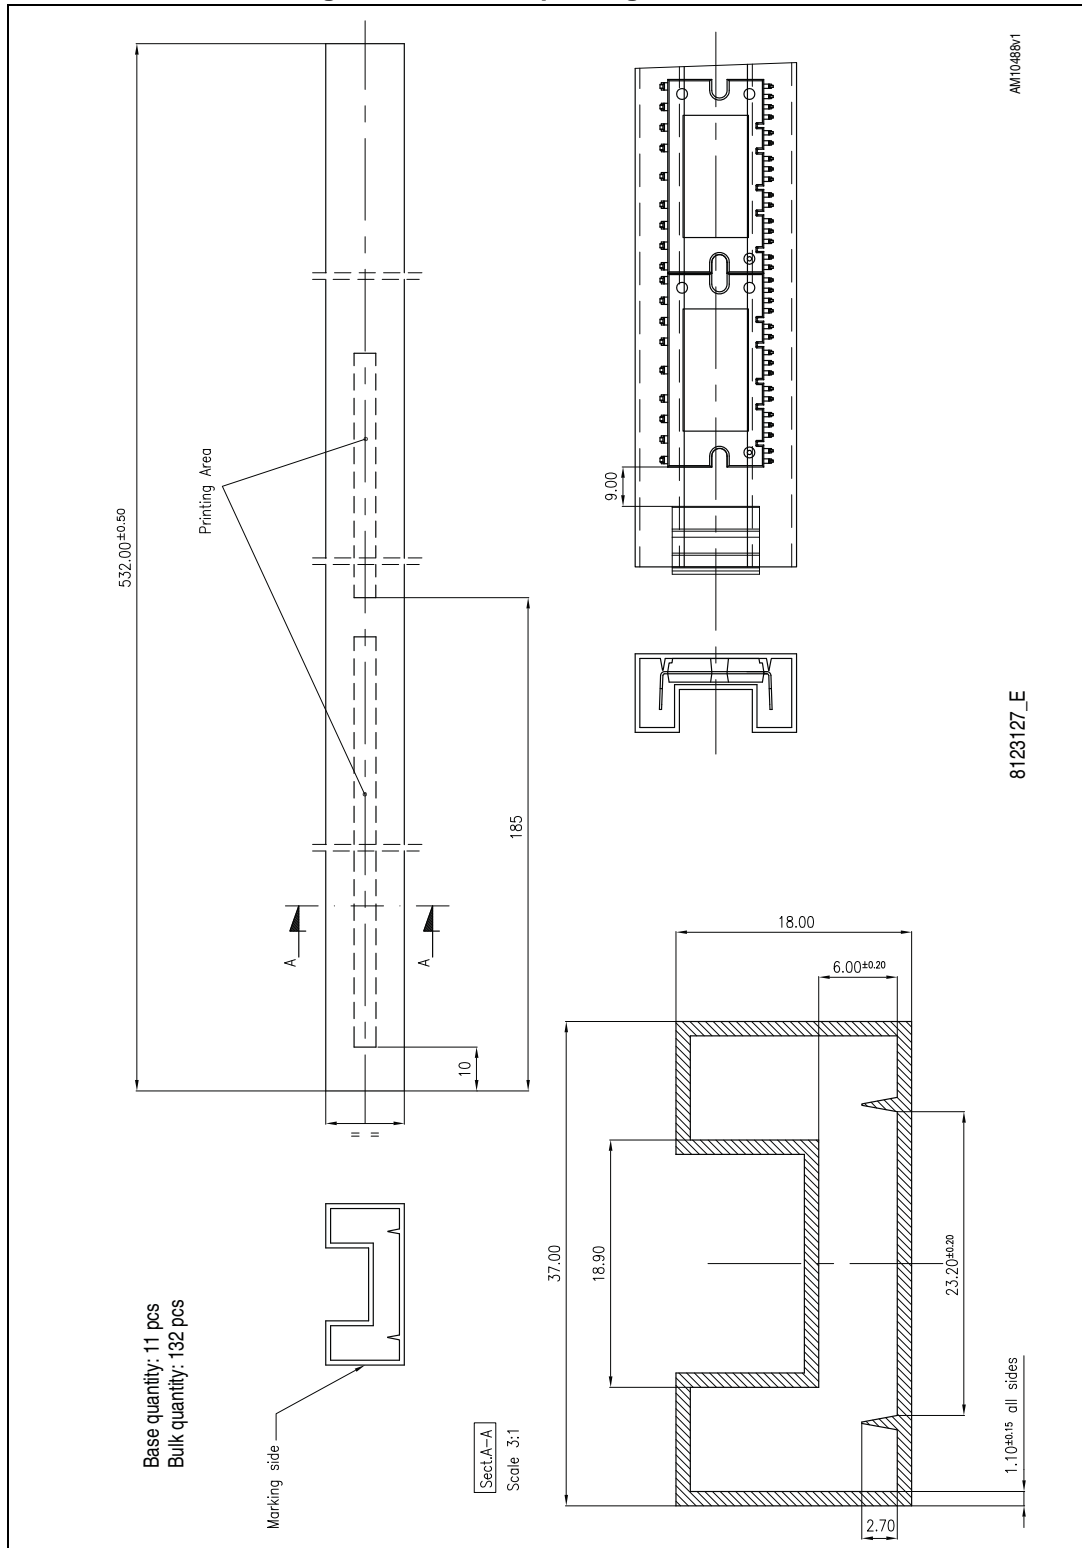 AM10488v1
532.00±0.50
Printing Area
9.00
185
8123127_E
A
A
10
= =
18.00
6.00±0.20
37.00
18.90
23.20±0.20
1.10±0.15 all sides
2.70
Base quantity: 11 pcs
Bulk quantity: 132 pcs
Marking side
Sect.A-A
Scale 3:1